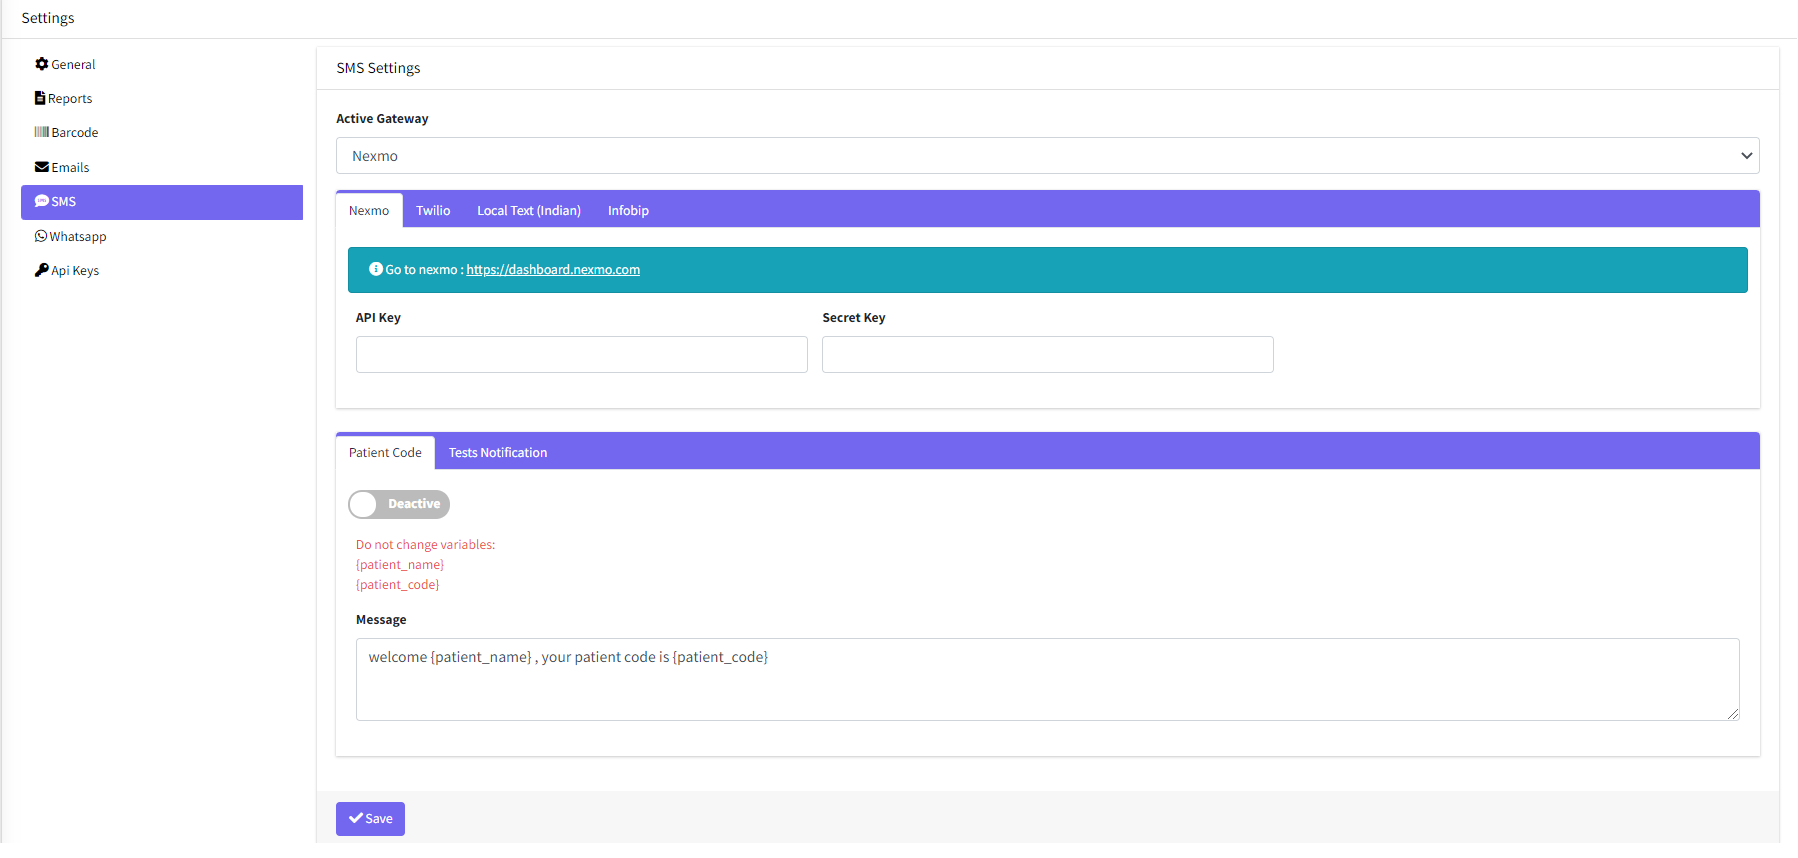 Settings
General
Reports
Barcode
Emails
SMS
Whatsapp
Api Keys
SMS Settings
Active Gateway
Nexmo
Nexmo Twilio Local Text (Indian) Infobip
Go to nexmo : https://dashboard.nexmo.com
API Key Secret Key
Patient Code Tests Notification
Deactive
Do not change variables:
{patient_name}
{patient_code}
Message
welcome {patient_name} , your patient code is {patient_code}
Save